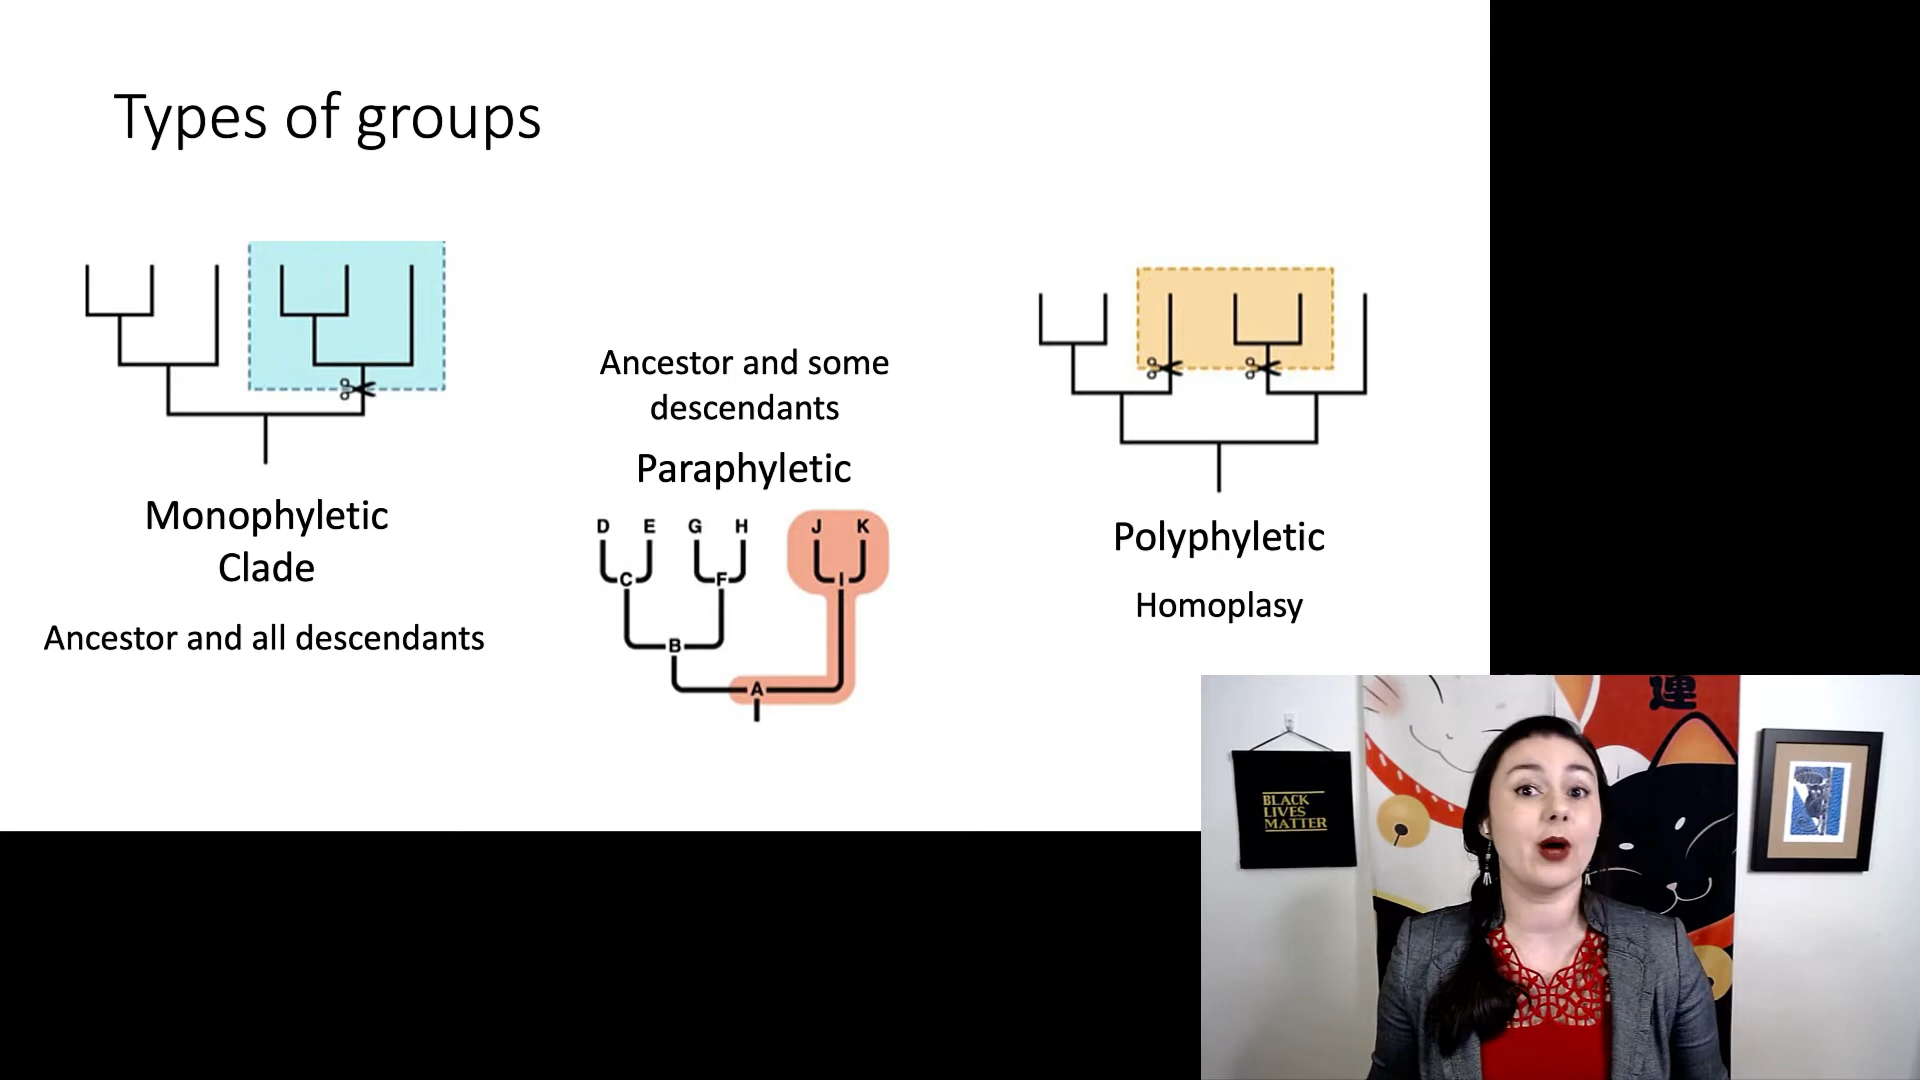 Types of groups
Monophyletic
Clade
Ancestor and all descendants
Ancestor and some
descendants
Paraphyletic
D E G H J K
C F I
B
A
Polyphyletic
Homoplasy
運
BLACK
LIVES
MATTER